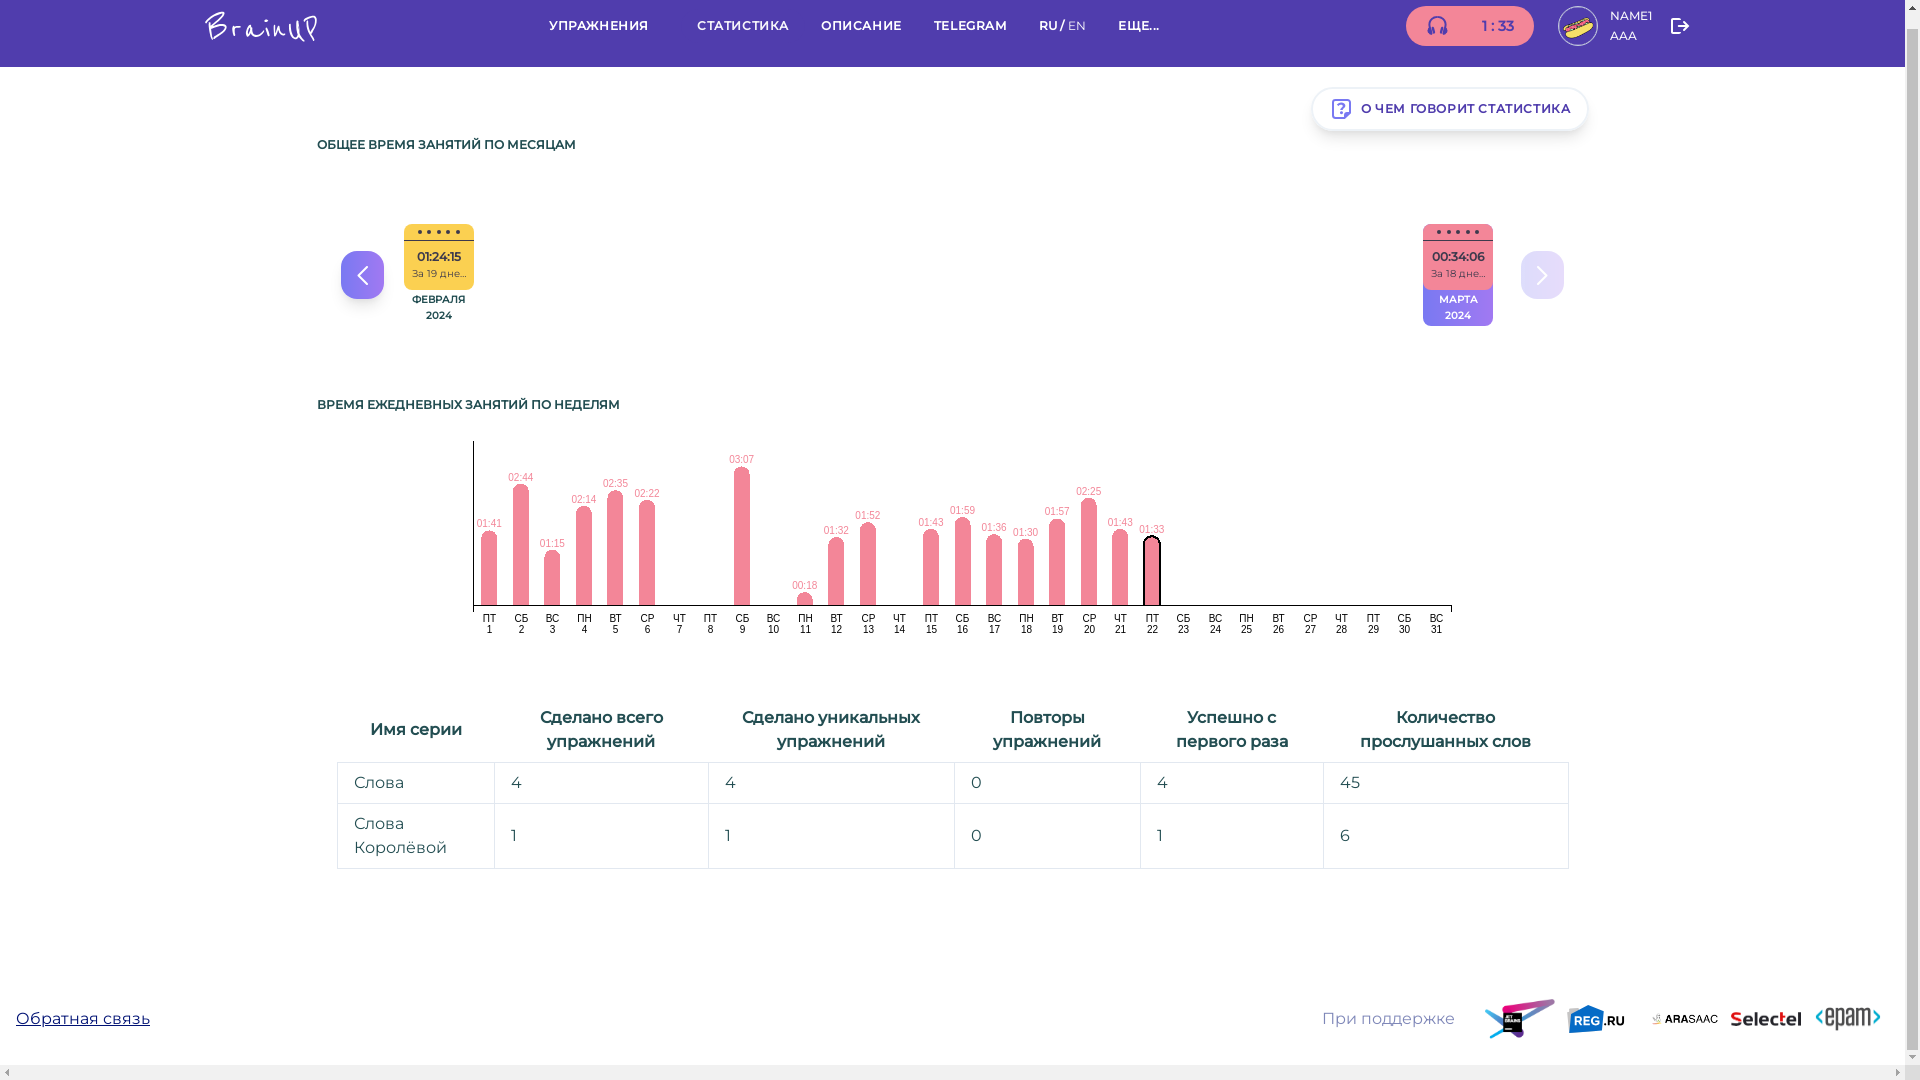 BrainUP
УПРАЖНЕНИЯ СТАТИСТИКА ОПИСАНИЕ TELEGRAM RU / EN ЕЩЕ...
1 : 33
NAME1
AAA
О ЧЕМ ГОВОРИТ СТАТИСТИКА
ОБЩЕЕ ВРЕМЯ ЗАНЯТИЙ ПО МЕСЯЦАМ
01:24:15
За 19 дне...
ФЕВРАЛЯ
2024
00:34:06
За 18 дне...
МАРТА
2024
ВРЕМЯ ЕЖЕДНЕВНЫХ ЗАНЯТИЙ ПО НЕДЕЛЯМ
01:41 02:44 01:15 02:14 02:35 02:22 03:07 00:18 01:32 01:52 01:43 01:59 01:36 01:30 01:57 02:25 01:43 01:33
ПТ СБ ВС ПН ВТ СР ЧТ ПТ СБ ВС ПН ВТ СР ЧТ ПТ СБ ВС ПН ВТ СР ЧТ ПТ СБ ВС ПН ВТ СР ЧТ ПТ СБ ВС
1 2 3 4 5 6 7 8 9 10 11 12 13 14 15 16 17 18 19 20 21 22 23 24 25 26 27 28 29 30 31
Имя серии
Сделано всего
упражнений
Сделано уникальных
упражнений
Повторы
упражнений
Успешно с
первого раза
Количество
прослушанных слов
Слова 4 4 0 4 45
Слова
Королёвой 1 1 0 1 6
Обратная связь
При поддержке
JET
BRAINS
REG.RU
ARASAAC
Selectel
<epam>